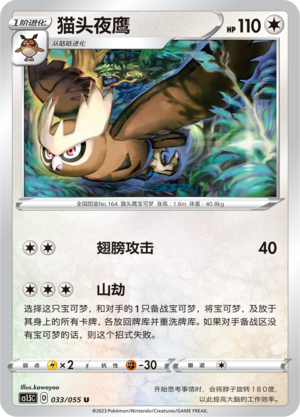 1阶进化
猫头夜鹰
HP 110
从咕咕进化
全国图鉴No.164 猫头鹰宝可梦 身高：1.6m 体重：40.8kg
翅膀攻击 40
山劫
选择这只宝可梦，和对手的1只备战宝可梦，将宝可梦，及放于
其身上的所有卡牌，各放回牌库并重洗牌库。如果对手备战区没
有宝可梦的话，则这个招式失败。
弱点 ×2 抵抗力 -30 撤退
Illus.kawayoo
CS1.5C D 033/055 U
开始思考事情时，会将脖子旋转180度，
以此提高大脑的工作效率。
©2023 Pokémon/Nintendo/Creatures/GAME FREAK.